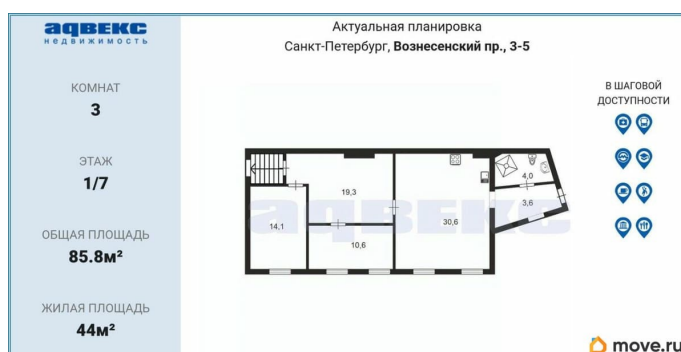 адвекс
НЕДВИЖИМОСТЬ
КОМНАТ
3
ЭТАЖ
1/7
ОБЩАЯ ПЛОЩАДЬ
85.8м²
ЖИЛАЯ ПЛОЩАДЬ
44м²
Актуальная планировка
Санкт-Петербург, Вознесенский пр., 3-5
14,1
19,3
10,6
30,6
4,0
3,6
адвекс
В ШАГОВОЙ
ДОСТУПНОСТИ
move.ru